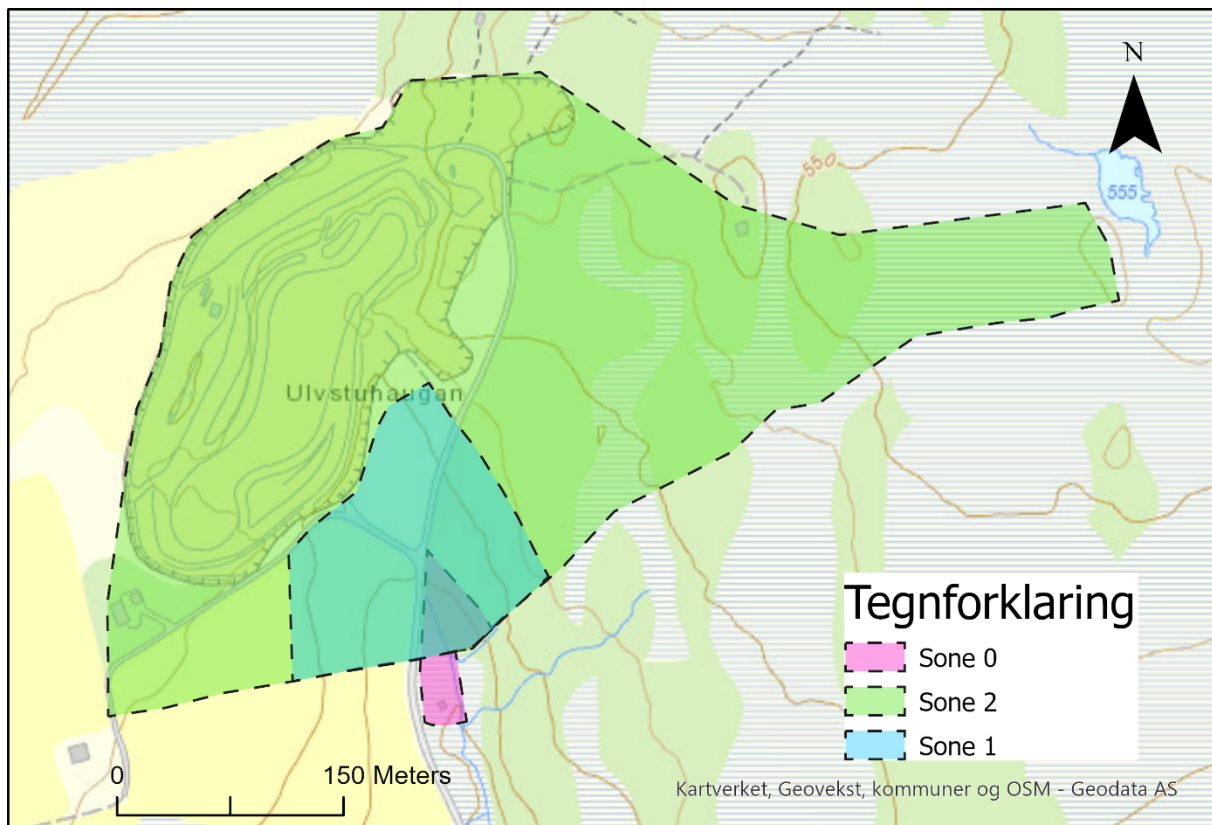 N
550
555
Ulvstuhaugan
Tegnforklaring
Sone 0
Sone 2
Sone 1
0 150 Meters
Kartverket, Geovekst, kommuner og OSM - Geodata AS